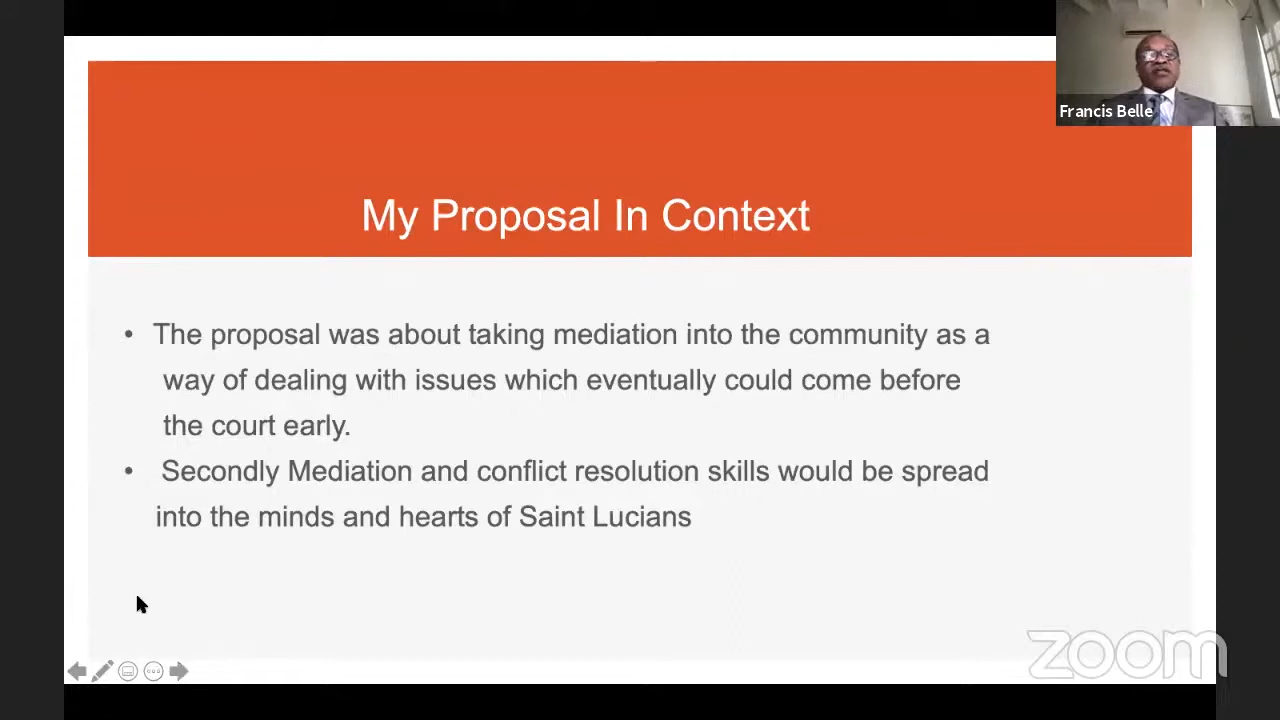 Francis Belle
My Proposal In Context
• The proposal was about taking mediation into the community as a
way of dealing with issues which eventually could come before
the court early.
• Secondly Mediation and conflict resolution skills would be spread
into the minds and hearts of Saint Lucians
zoom